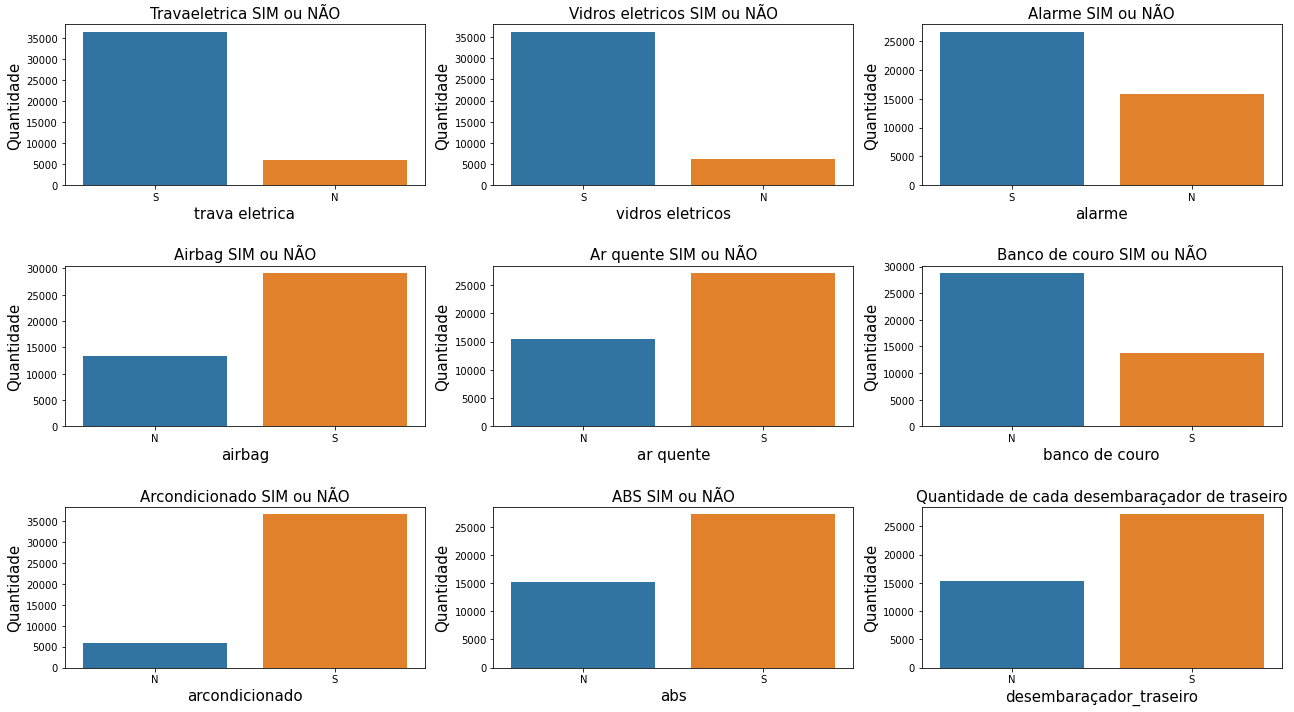 Travaeletrica SIM ou NÃO
Quantidade
35000
30000
25000
20000
15000
10000
5000
0
S
N
trava eletrica
Vidros eletricos SIM ou NÃO
Quantidade
35000
30000
25000
20000
15000
10000
5000
0
S
N
vidros eletricos
Alarme SIM ou NÃO
Quantidade
25000
20000
15000
10000
5000
0
S
N
alarme
Airbag SIM ou NÃO
Quantidade
30000
25000
20000
15000
10000
5000
0
N
S
airbag
Ar quente SIM ou NÃO
Quantidade
25000
20000
15000
10000
5000
0
N
S
ar quente
Banco de couro SIM ou NÃO
Quantidade
30000
25000
20000
15000
10000
5000
0
N
S
banco de couro
Arcondicionado SIM ou NÃO
Quantidade
35000
30000
25000
20000
15000
10000
5000
0
N
S
arcondicionado
ABS SIM ou NÃO
Quantidade
25000
20000
15000
10000
5000
0
N
S
abs
Quantidade de cada desembaraçador de traseiro
Quantidade
25000
20000
15000
10000
5000
0
N
S
desembaraçador_traseiro